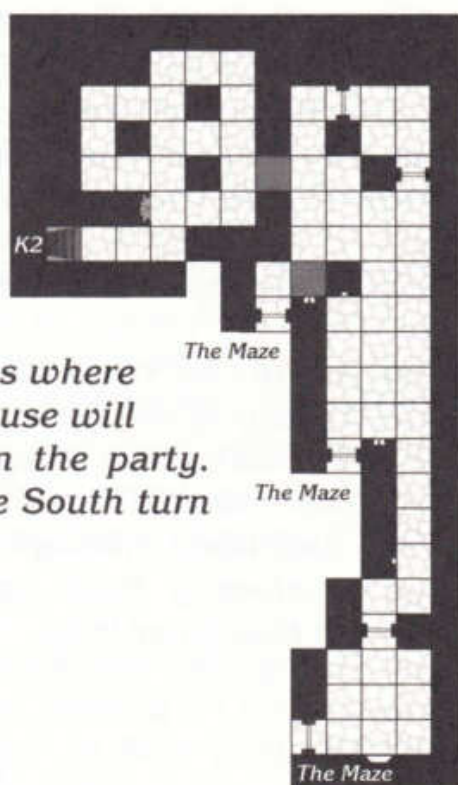 K2
The Maze
s where
use will
n the party.
e South turn
The Maze
The Maze